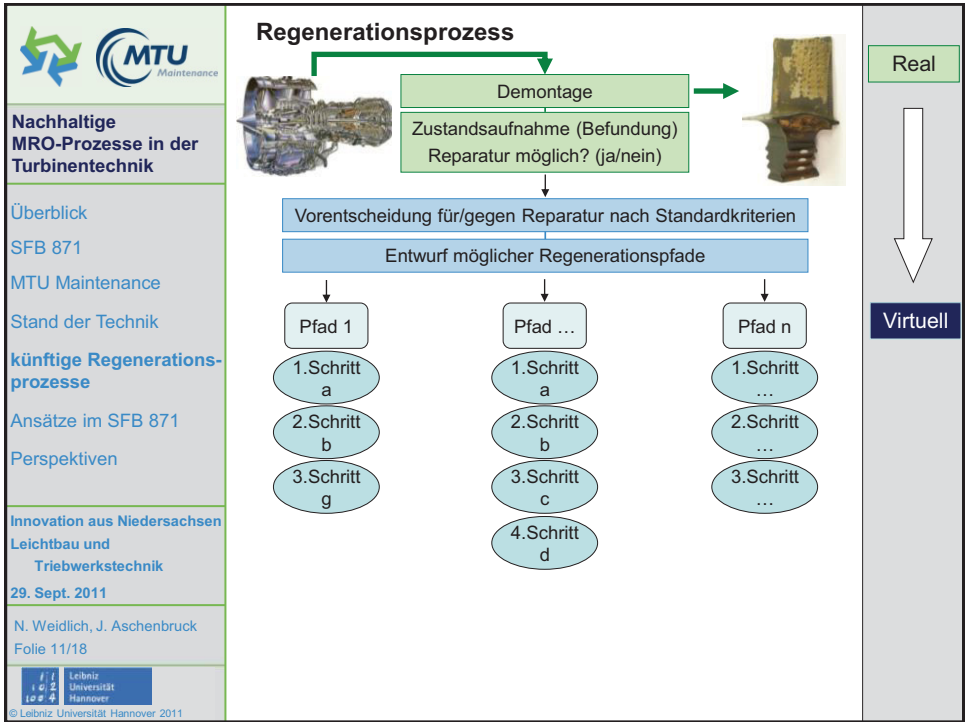 MTU
Maintenance
Nachhaltige
MRO-Prozesse in der
Turbinentechnik
Überblick
SFB 871
MTU Maintenance
Stand der Technik
künftige Regenerations-
prozesse
Ansätze im SFB 871
Perspektiven
Innovation aus Niedersachsen
Leichtbau und
Triebwerkstechnik
29. Sept. 2011
N. Weidlich, J. Aschenbruck
Folie 11/18
Leibniz
Universität
Hannover
© Leibniz Universität Hannover 2011
Regenerationsprozess
Demontage
Zustandsaufnahme (Befundung)
Reparatur möglich? (ja/nein)
Vorentscheidung für/gegen Reparatur nach Standardkriterien
Entwurf möglicher Regenerationspfade
Pfad 1
1.Schritt
a
2.Schritt
b
3.Schritt
g
Pfad …
1.Schritt
a
2.Schritt
b
3.Schritt
c
4.Schritt
d
Pfad n
1.Schritt
…
2.Schritt
…
3.Schritt
…
Real
Virtuell